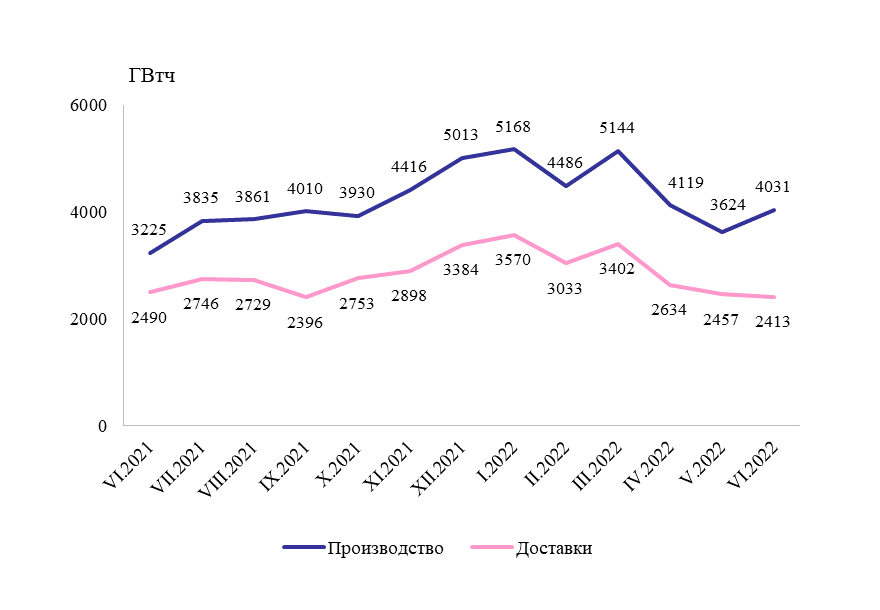 ГВтч
6000
4000
2000
0
3225 3835 3861 4010 3930 4416 5013 5168 4486 5144 4119 3624 4031
2490 2746 2729 2396 2753 2898 3384 3570 3033 3402 2634 2457 2413
VI.2021 VII.2021 VIII.2021 IX.2021 X.2021 XI.2021 XII.2021 I.2022 II.2022 III.2022 IV.2022 V.2022 VI.2022
Производство Доставки